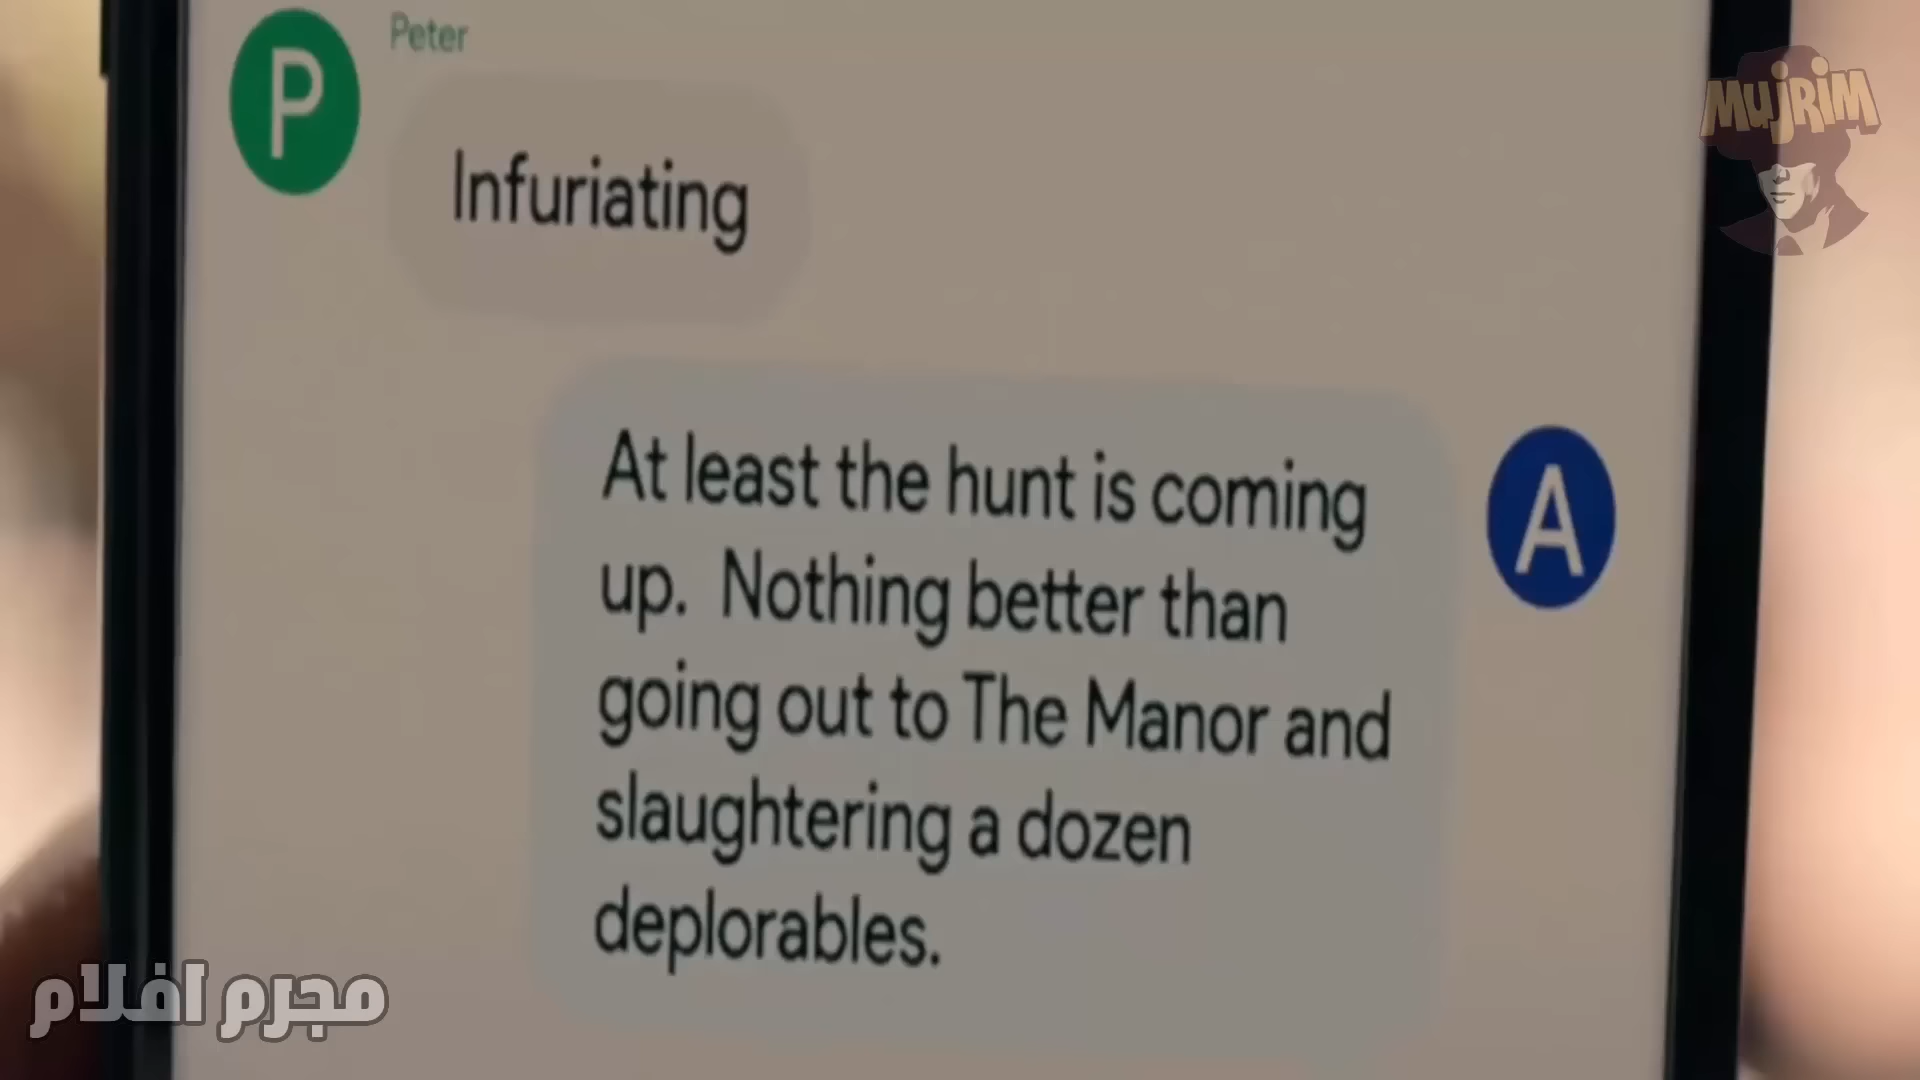 P
Peter
MUJRIM
Infuriating
At least the hunt is coming
up. Nothing better than
going out to The Manor and
slaughtering a dozen
deplorables.
A
مجرم افلام